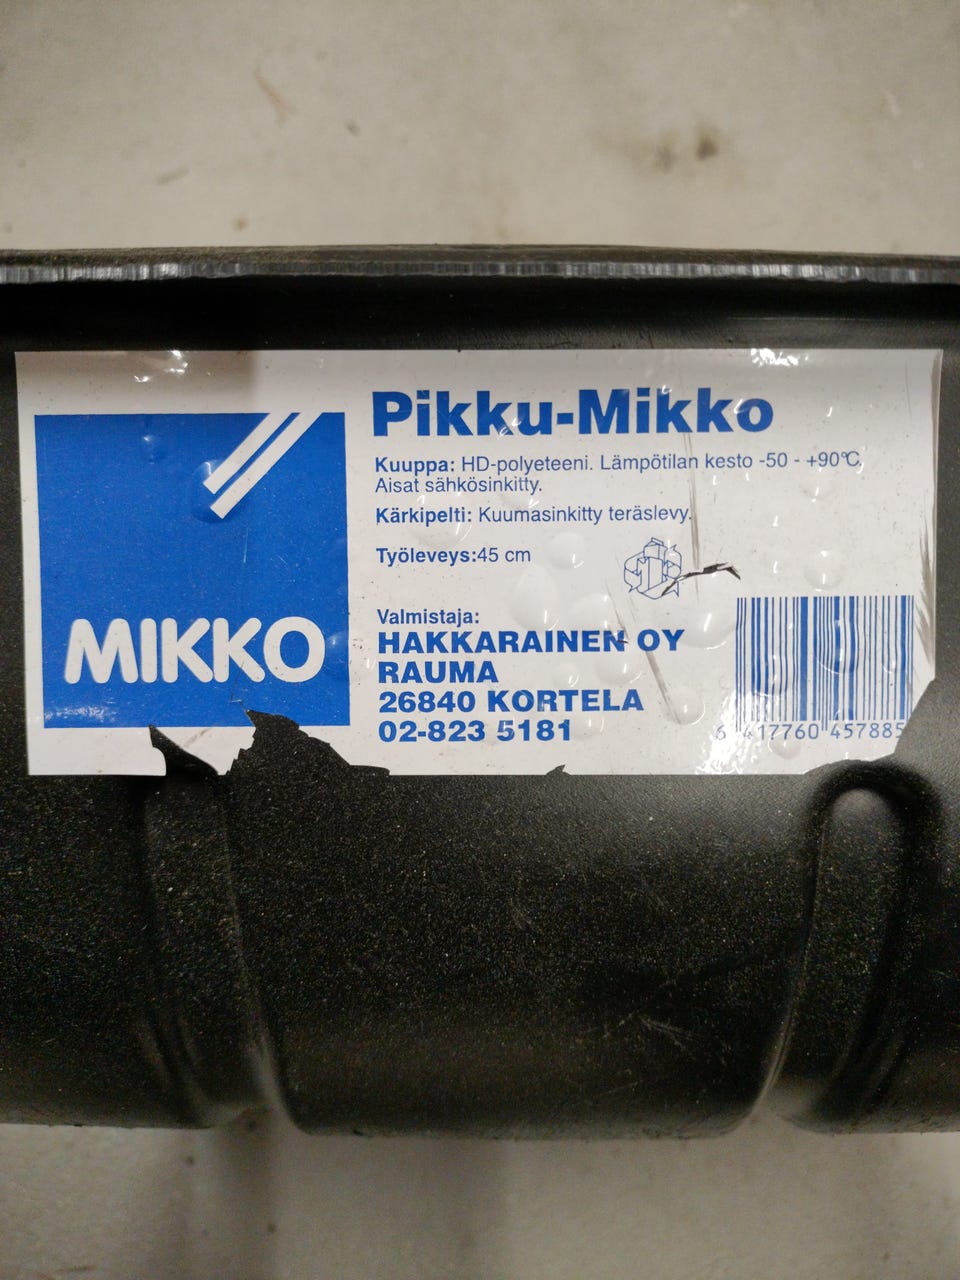 MIKKO
Pikku-Mikko
Kuuppa: HD-polyeteeni. Lämpötilan kesto -50 - +90°C.
Aisat sähkösinkitty.
Kärkipelti: Kuumasinkitty teräslevy.
Työleveys:45 cm
Valmistaja:
HAKKARAINEN OY
RAUMA
26840 KORTELA
02-823 5181
6 417760 457885